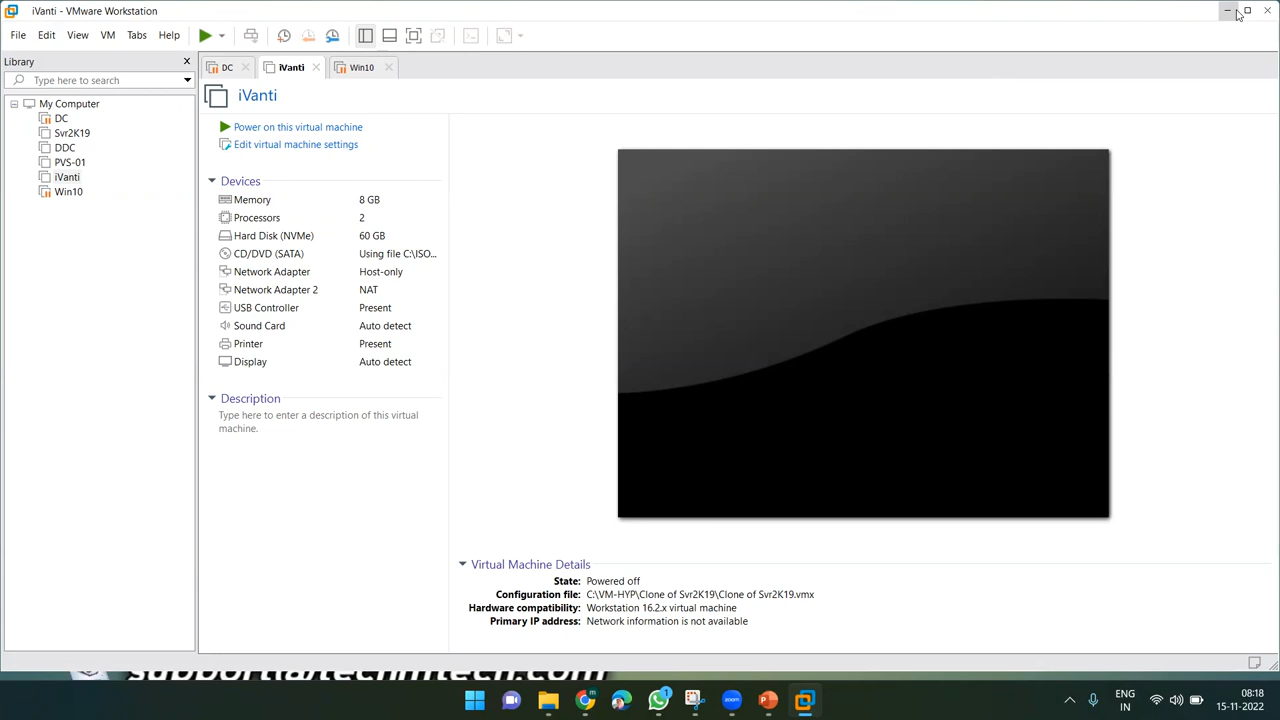 iVanti - VMware Workstation
File Edit View VM Tabs Help
Library
Type here to search
My Computer
DC
Svr2K19
DDC
PVS-01
iVanti
Win10
DC iVanti Win10
iVanti
Power on this virtual machine
Edit virtual machine settings
Devices
Memory 8 GB
Processors 2
Hard Disk (NVMe) 60 GB
CD/DVD (SATA) Using file C:\ISO...
Network Adapter Host-only
Network Adapter 2 NAT
USB Controller Present
Sound Card Auto detect
Printer Present
Display Auto detect
Description
Type here to enter a description of this virtual
machine.
Virtual Machine Details
State: Powered off
Configuration file: C:\VM-HYP\Clone of Svr2K19\Clone of Svr2K19.vmx
Hardware compatibility: Workstation 16.2.x virtual machine
Primary IP address: Network information is not available
1
ENG
IN
08:18
15-11-2022